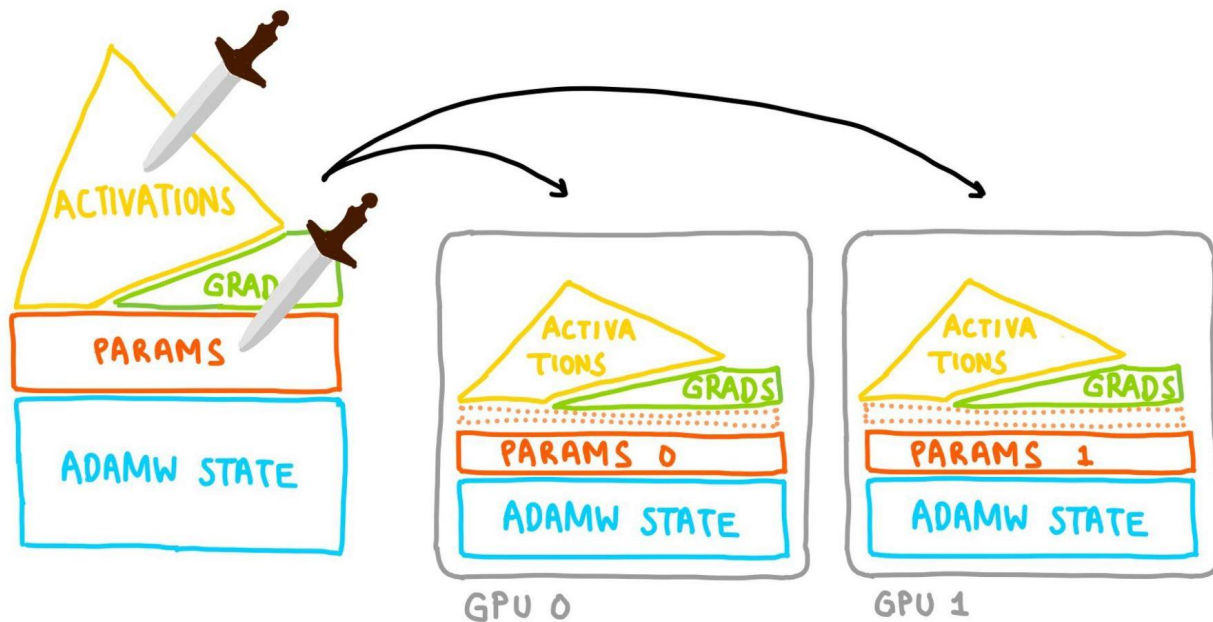 ACTIVATIONS
GRAD
PARAMS
ADAMW STATE
ACTIVA
TIONS
GRADS
PARAMS 0
ADAMW STATE
GPU 0
ACTIVA
TIONS
GRADS
PARAMS 1
ADAMW STATE
GPU 1